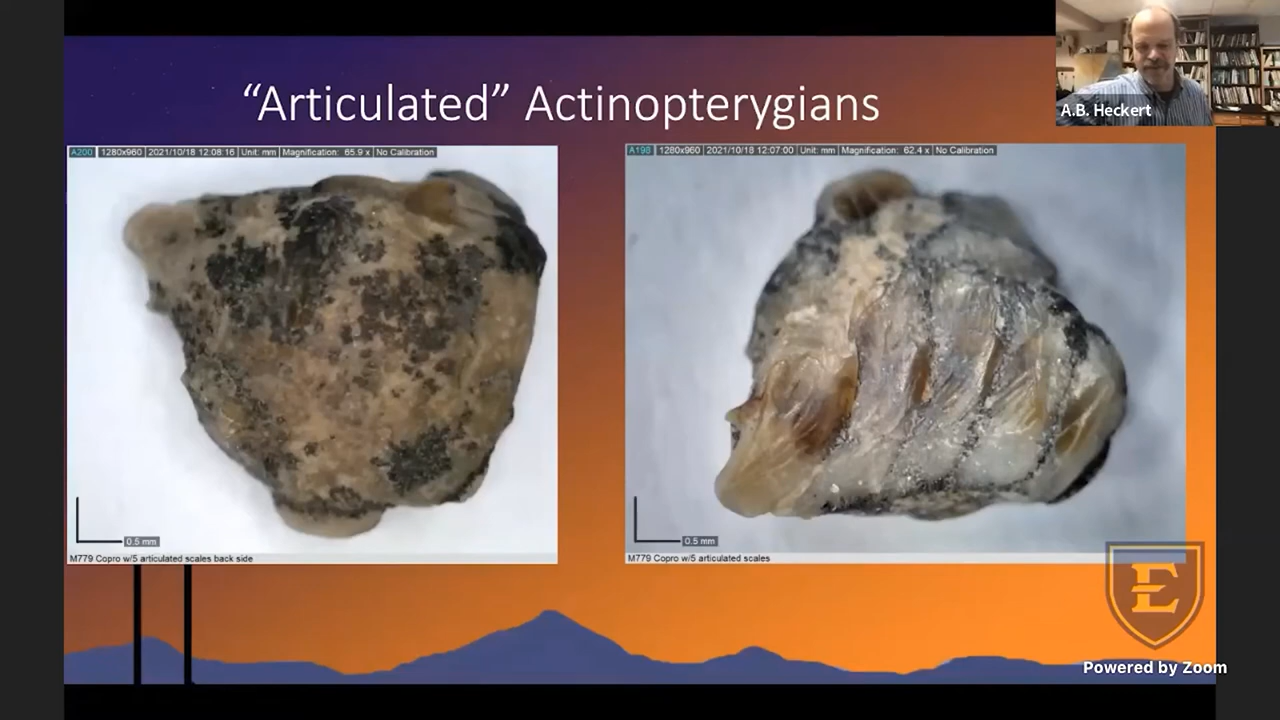 “Articulated” Actinopterygians
A.B. Heckert
A200 1280x960 2021/10/18 12:08:16 Unit: mm Magnification: 65.9 x No Calibration
0.5 mm
M779 Copro w/5 articulated scales back side
A198 1280x960 2021/10/18 12:07:00 Unit: mm Magnification: 62.4 x No Calibration
0.5 mm
M779 Copro w/5 articulated scales
E
Powered by Zoom